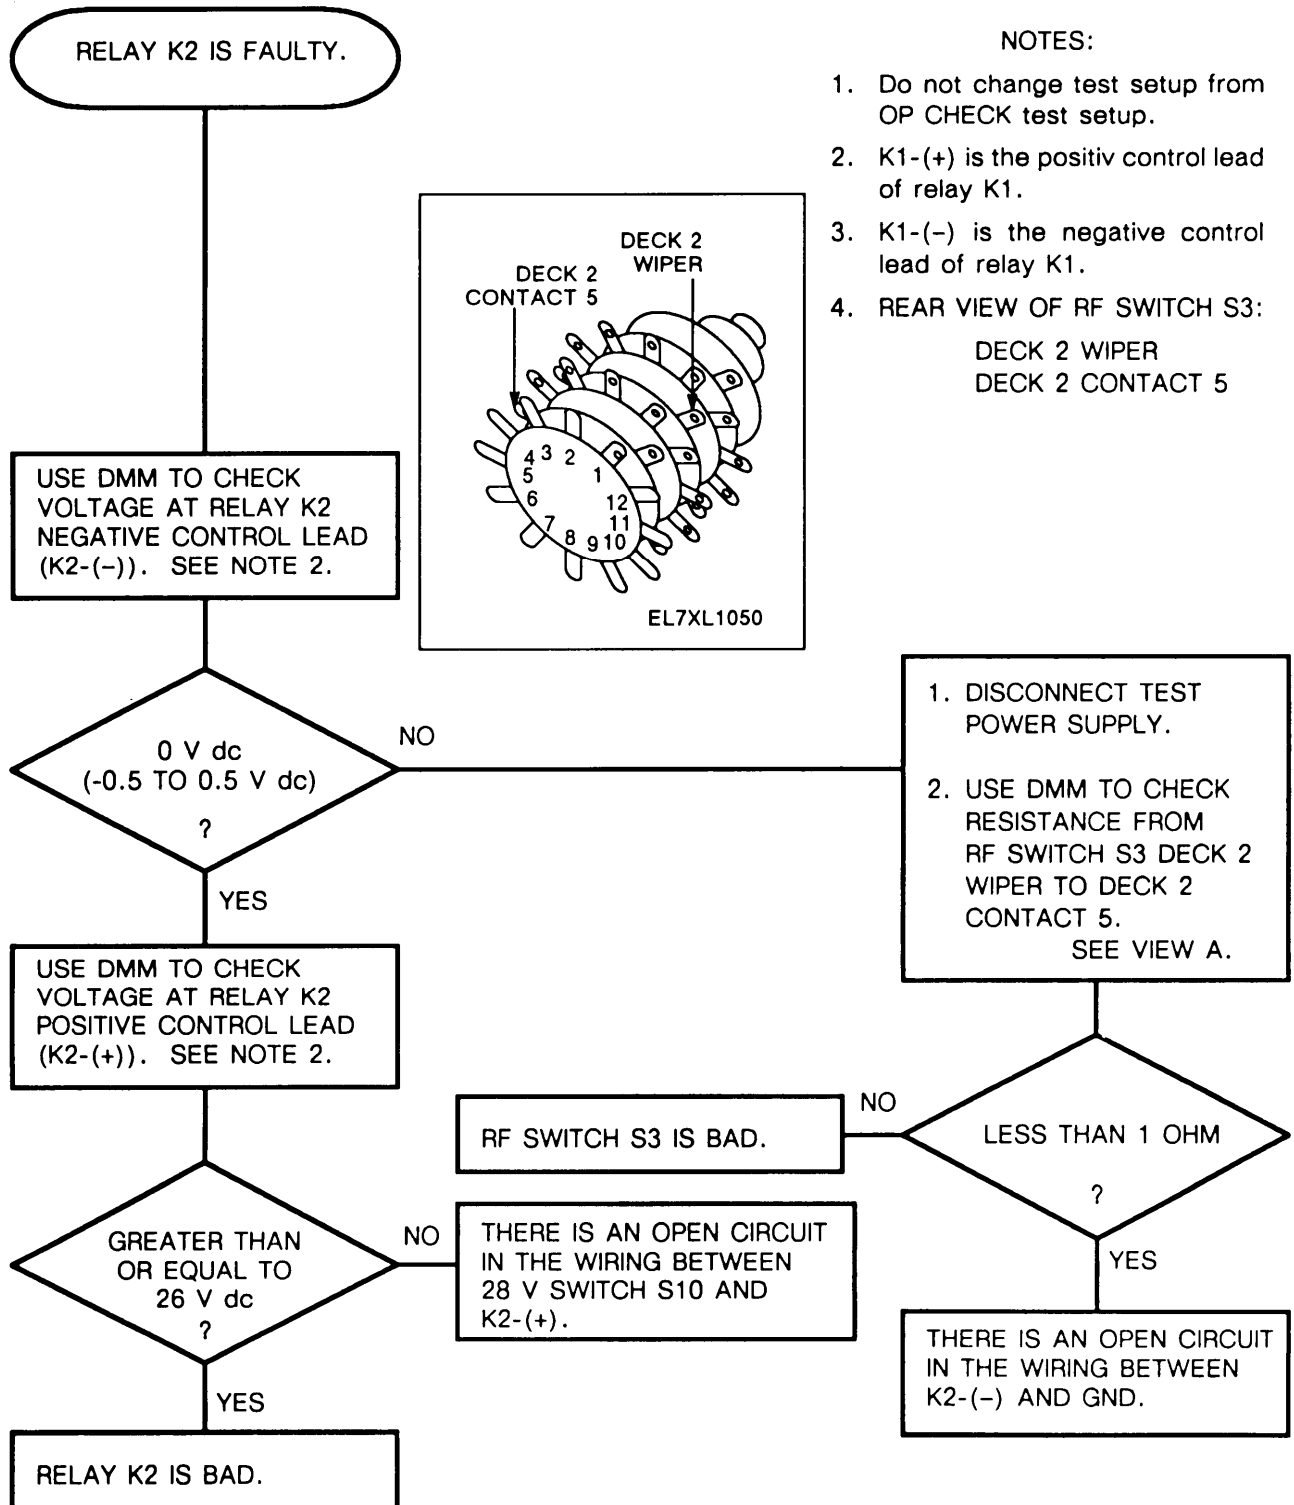 RELAY K2 IS FAULTY.
NOTES:
1. Do not change test setup from
OP CHECK test setup.
2. K1-(+) is the positiv control lead
of relay K1.
3. K1-(–) is the negative control
lead of relay K1.
4. REAR VIEW OF RF SWITCH S3:
DECK 2 WIPER
DECK 2 CONTACT 5
DECK 2
WIPER
DECK 2
CONTACT 5
4 3 2 1
5
6
7
8
9 10
11
12
EL7XL1050
USE DMM TO CHECK
VOLTAGE AT RELAY K2
NEGATIVE CONTROL LEAD
(K2-(–)). SEE NOTE 2.
0 V dc
(-0.5 TO 0.5 V dc)
?
NO
YES
1. DISCONNECT TEST
POWER SUPPLY.
2. USE DMM TO CHECK
RESISTANCE FROM
RF SWITCH S3 DECK 2
WIPER TO DECK 2
CONTACT 5.
SEE VIEW A.
USE DMM TO CHECK
VOLTAGE AT RELAY K2
POSITIVE CONTROL LEAD
(K2-(+)). SEE NOTE 2.
LESS THAN 1 OHM
?
NO
RF SWITCH S3 IS BAD.
YES
THERE IS AN OPEN CIRCUIT
IN THE WIRING BETWEEN
K2-(–) AND GND.
GREATER THAN
OR EQUAL TO
26 V dc
?
NO
THERE IS AN OPEN CIRCUIT
IN THE WIRING BETWEEN
28 V SWITCH S10 AND
K2-(+).
YES
RELAY K2 IS BAD.